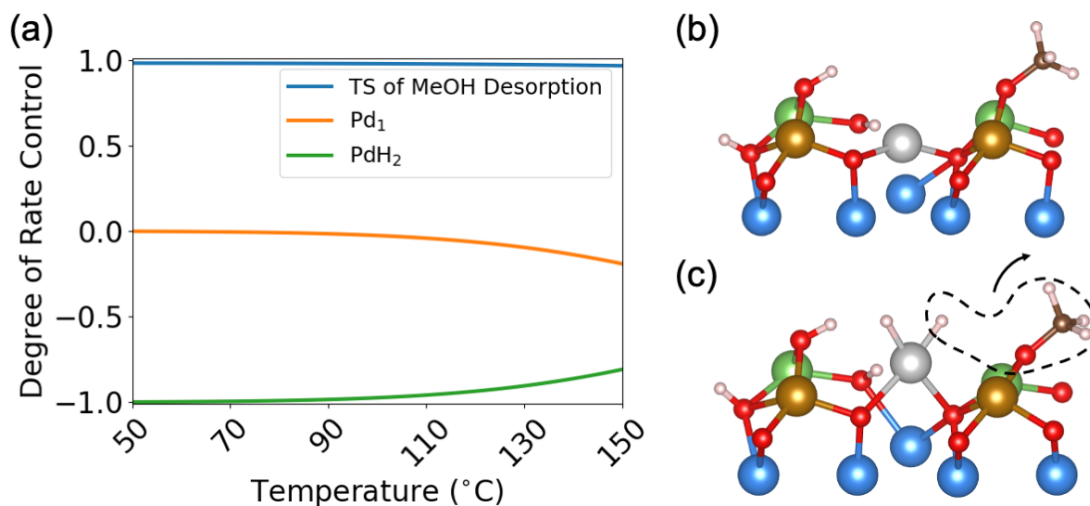 (a)
Degree of Rate Control
1.0
0.5
0.0
−0.5
−1.0
TS of MeOH Desorption
Pd₁
PdH₂
50
70
90
110
130
150
Temperature (°C)
(b)
(c)